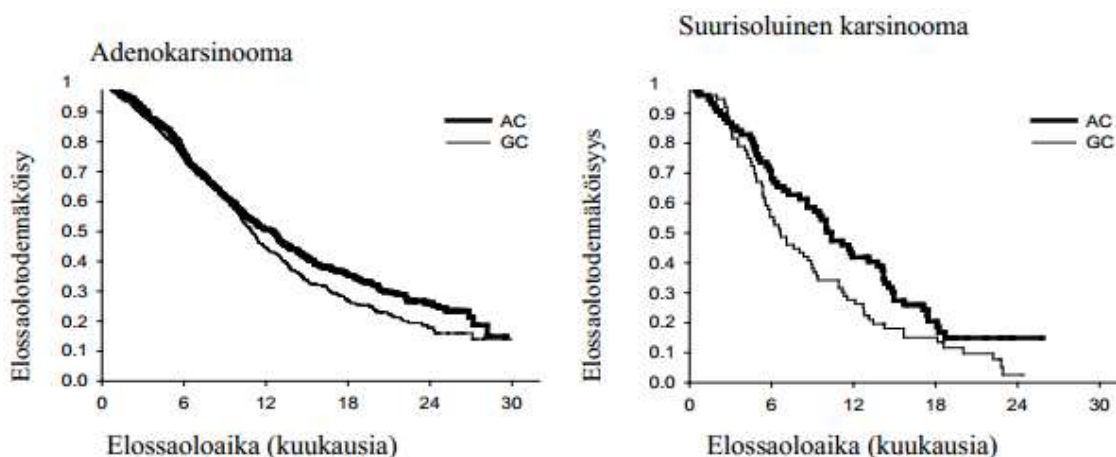 Adenokarsinooma
Elossaolotodennäköisy
1
0.9
0.8
0.7
0.6
0.5
0.4
0.3
0.2
0.1
0.0
AC
GC
0 6 12 18 24 30
Elossaoloaika (kuukausia)
Suurisoluinen karsinooma
Elossaolotodennäköisyys
1
0.9
0.8
0.7
0.6
0.5
0.4
0.3
0.2
0.1
0.0
AC
GC
0 6 12 18 24 30
Elossaoloaika (kuukausia)